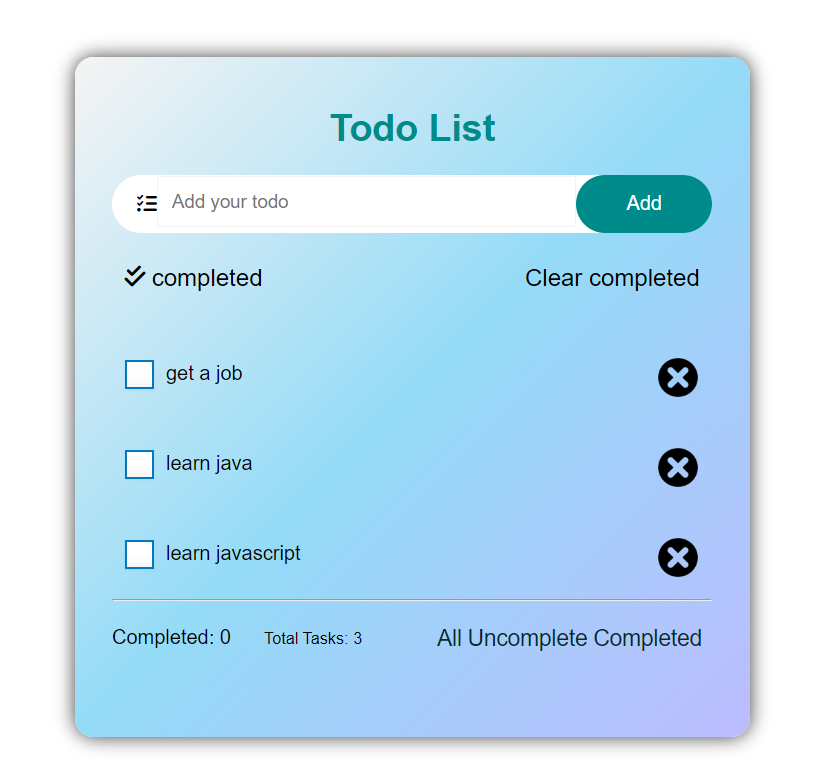 Todo List
Add your todo Add
completed Clear completed
get a job
learn java
learn javascript
Completed: 0 Total Tasks: 3 All Uncomplete Completed